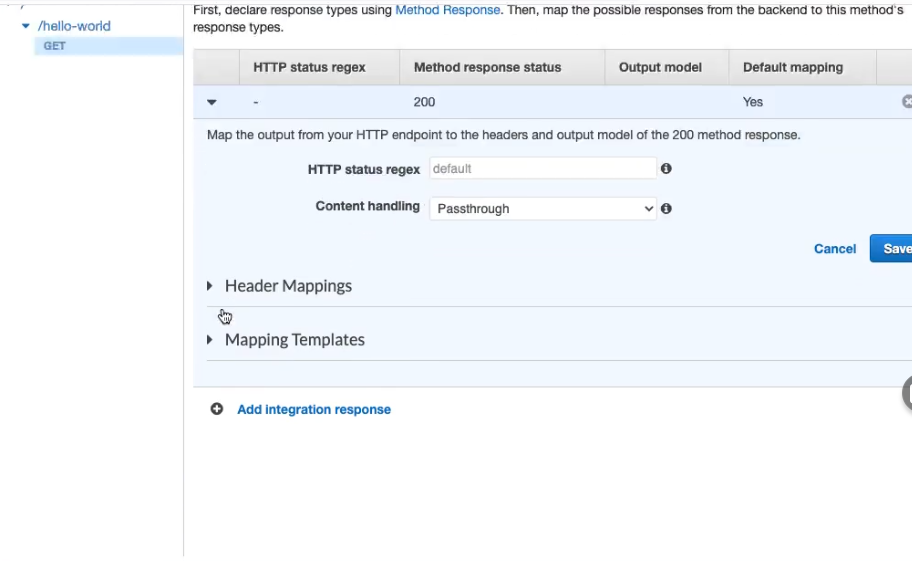 /hello-world
GET
First, declare response types using Method Response. Then, map the possible responses from the backend to this method's
response types.
HTTP status regex Method response status Output model Default mapping
- 200 Yes
Map the output from your HTTP endpoint to the headers and output model of the 200 method response.
HTTP status regex default
Content handling Passthrough
Cancel Save
Header Mappings
Mapping Templates
Add integration response